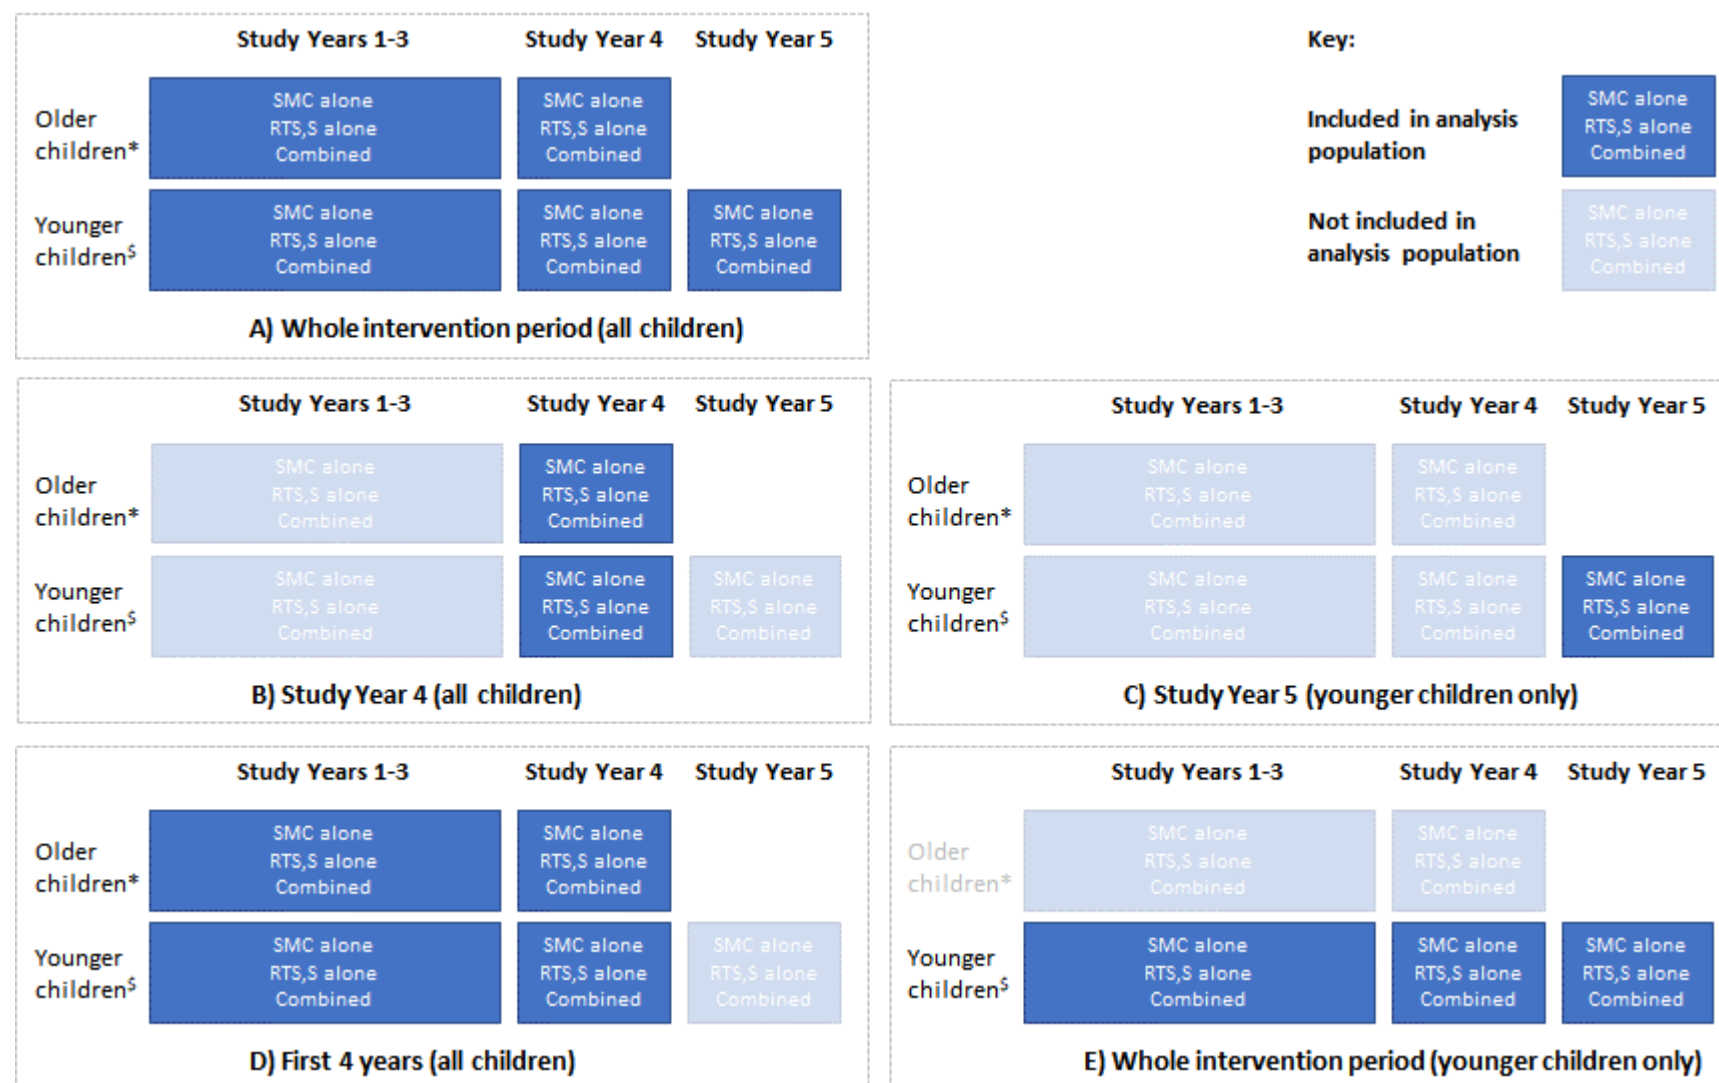 Study Years 1-3 Study Year 4 Study Year 5
Older
children*
SMC alone
RTS,S alone
Combined
SMC alone
RTS,S alone
Combined
Younger
children$
SMC alone
RTS,S alone
Combined
SMC alone
RTS,S alone
Combined
SMC alone
RTS,S alone
Combined
A) Whole intervention period (all children)
Key:
Included in analysis
population
SMC alone
RTS,S alone
Combined
Not included in
analysis population
SMC alone
RTS,S alone
Combined
Study Years 1-3 Study Year 4 Study Year 5
Older
children*
SMC alone
RTS,S alone
Combined
SMC alone
RTS,S alone
Combined
Younger
children$
SMC alone
RTS,S alone
Combined
SMC alone
RTS,S alone
Combined
SMC alone
RTS,S alone
Combined
B) Study Year 4 (all children)
Study Years 1-3 Study Year 4 Study Year 5
Older
children*
SMC alone
RTS,S alone
Combined
SMC alone
RTS,S alone
Combined
Younger
children$
SMC alone
RTS,S alone
Combined
SMC alone
RTS,S alone
Combined
SMC alone
RTS,S alone
Combined
C) Study Year 5 (younger children only)
Study Years 1-3 Study Year 4 Study Year 5
Older
children*
SMC alone
RTS,S alone
Combined
SMC alone
RTS,S alone
Combined
Younger
children$
SMC alone
RTS,S alone
Combined
SMC alone
RTS,S alone
Combined
SMC alone
RTS,S alone
Combined
D) First 4 years (all children)
Study Years 1-3 Study Year 4 Study Year 5
Older
children*
SMC alone
RTS,S alone
Combined
SMC alone
RTS,S alone
Combined
Younger
children$
SMC alone
RTS,S alone
Combined
SMC alone
RTS,S alone
Combined
SMC alone
RTS,S alone
Combined
E) Whole intervention period (younger children only)